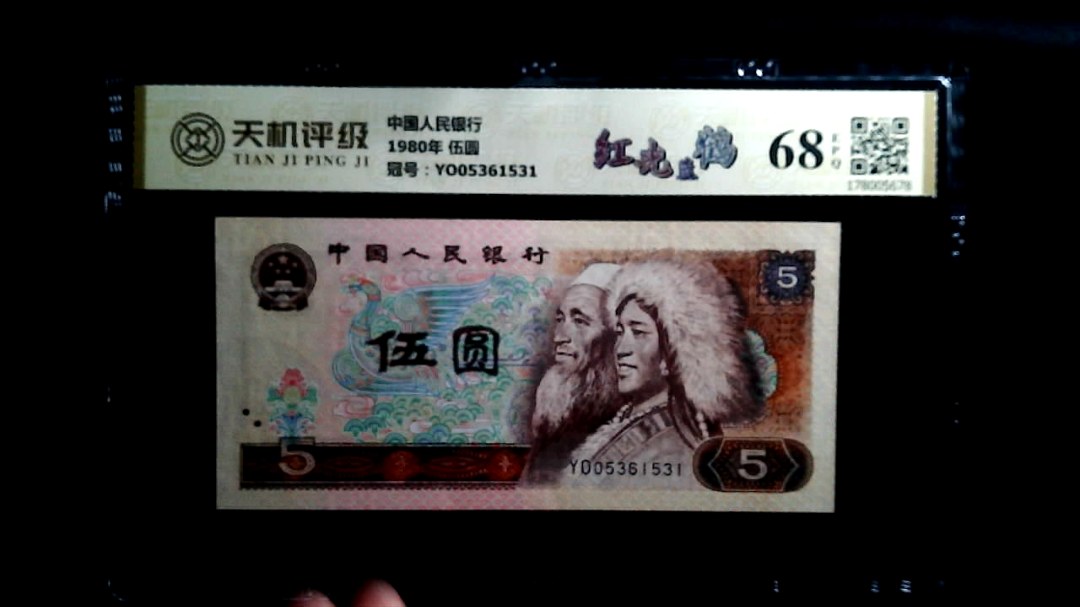 天机评级
TIAN JI PING JI
中国人民银行
1980年 伍圆
冠号：YO05361531
红光鹤
68
EPQ
178005678
中国人民银行
5
伍圆
5
YO05361531
5